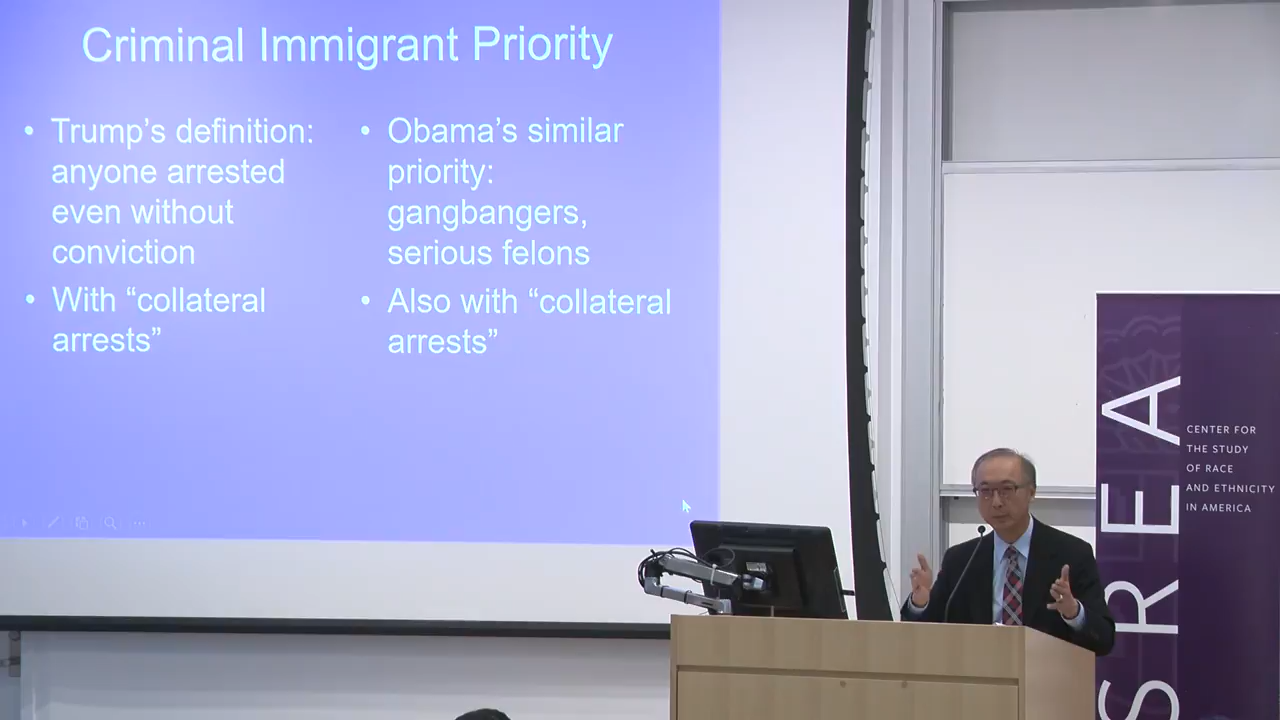 Criminal Immigrant Priority
• Trump’s definition:
anyone arrested
even without
conviction
• With “collateral
arrests”
• Obama’s similar
priority:
gangbangers,
serious felons
• Also with “collateral
arrests”
SREA
CENTER FOR
THE STUDY
OF RACE
AND ETHNICITY
IN AMERICA